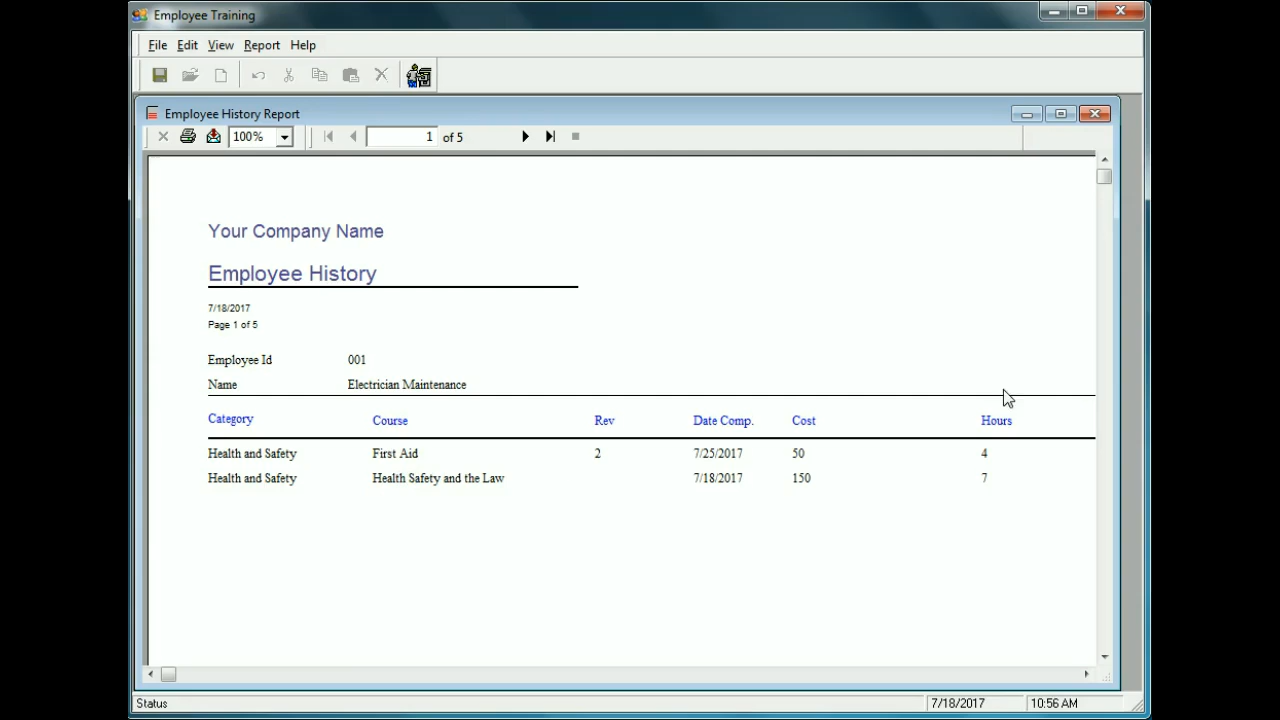 Employee Training
File Edit View Report Help
Employee History Report
100% 1 of 5
Your Company Name
Employee History
7/18/2017
Page 1 of 5
Employee Id 001
Name Electrician Maintenance
Category Course Rev Date Comp. Cost Hours
Health and Safety First Aid 2 7/25/2017 50 4
Health and Safety Health Safety and the Law 7/18/2017 150 7
Status 7/18/2017 10:56 AM